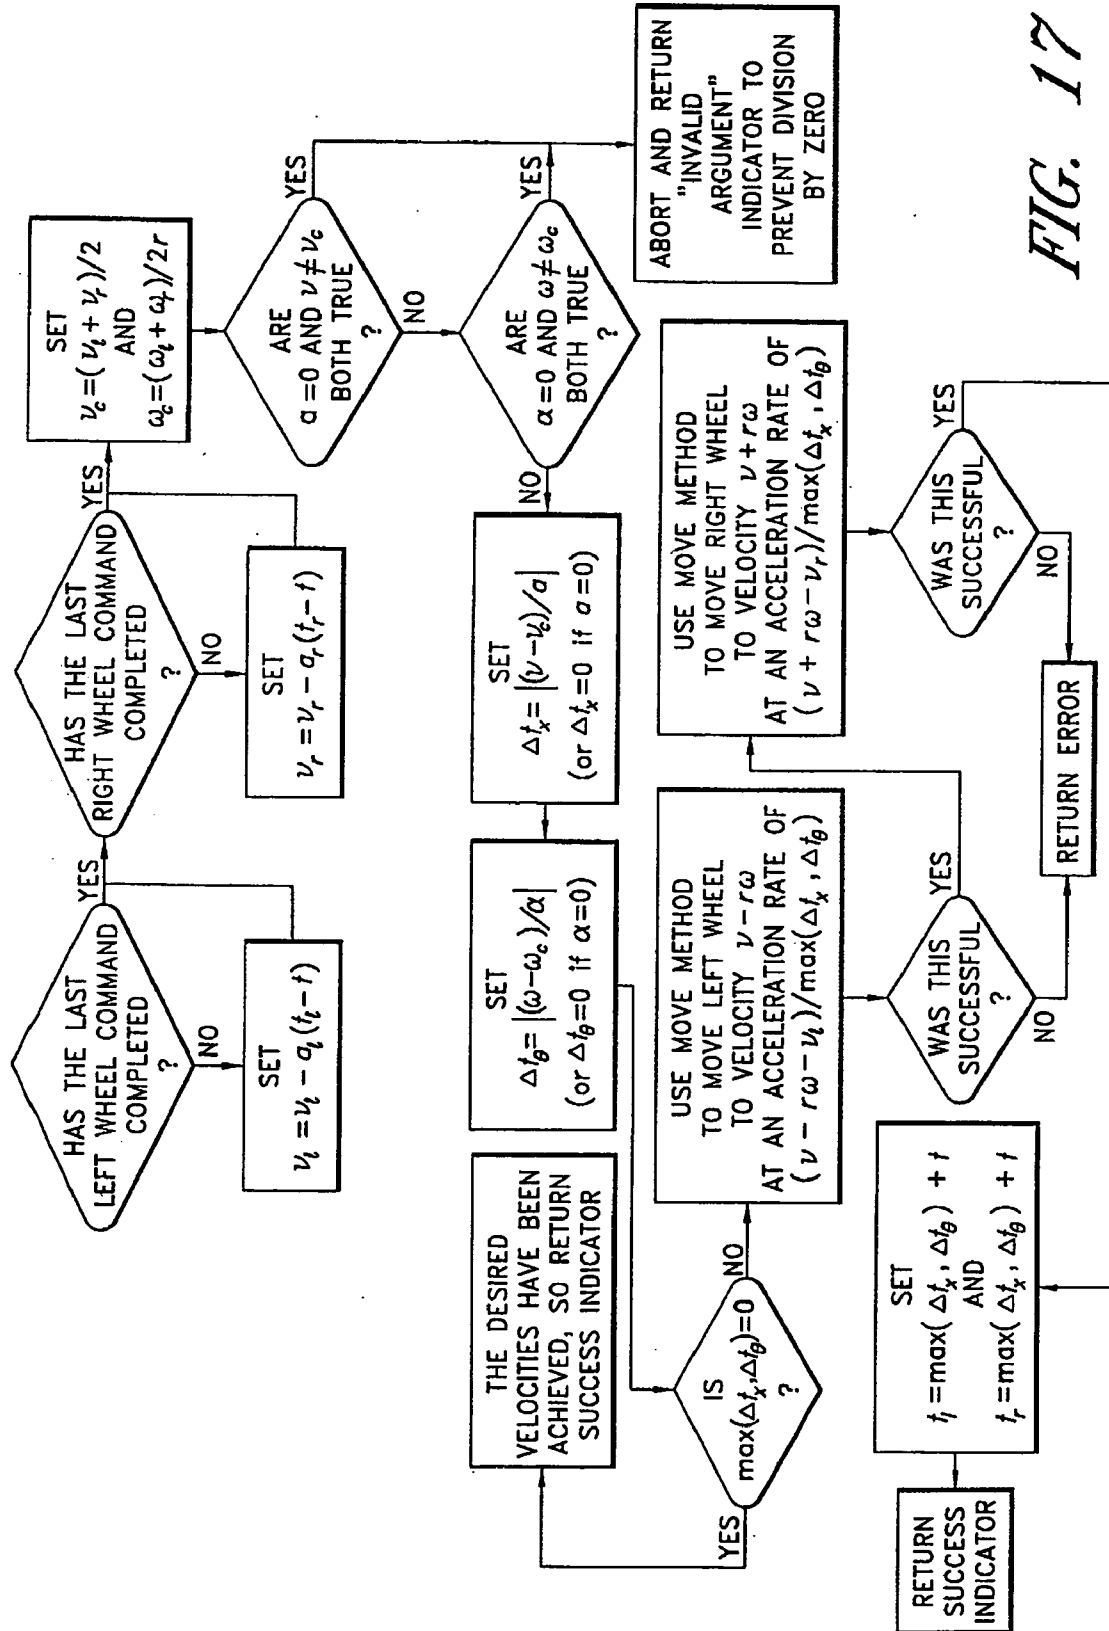 HAS THE LAST
LEFT WHEEL COMMAND
COMPLETED
?
YES
NO
SET
ν_l = ν_l − a_l(t_l − t)
HAS THE LAST
RIGHT WHEEL COMMAND
COMPLETED
?
YES
NO
SET
ν_r = ν_r − a_r(t_r − t)
SET
ν_c = (ν_l + ν_r)/2
AND
ω_c = (ω_l + ω_r)/2r
ARE
a = 0 AND ν ≠ ν_c
BOTH TRUE
?
YES
NO
ARE
α = 0 AND ω ≠ ω_c
BOTH TRUE
?
YES
NO
ABORT AND RETURN
"INVALID
ARGUMENT"
INDICATOR TO
PREVENT DIVISION
BY ZERO
SET
Δt_x = |(ν − ν_c)/a|
(or Δt_x = 0 if a = 0)
SET
Δt_θ = |(ω − ω_c)/α|
(or Δt_θ = 0 if α = 0)
IS
max(Δt_x, Δt_θ) = 0
?
YES
NO
THE DESIRED
VELOCITIES HAVE BEEN
ACHIEVED, SO RETURN
SUCCESS INDICATOR
USE MOVE METHOD
TO MOVE LEFT WHEEL
TO VELOCITY ν − rω
AT AN ACCELERATION RATE OF
(ν − rω − ν_l)/max(Δt_x, Δt_θ)
WAS THIS
SUCCESSFUL
?
YES
NO
USE MOVE METHOD
TO MOVE RIGHT WHEEL
TO VELOCITY ν + rω
AT AN ACCELERATION RATE OF
(ν + rω − ν_r)/max(Δt_x, Δt_θ)
WAS THIS
SUCCESSFUL
?
YES
NO
RETURN ERROR
SET
t_l = max(Δt_x, Δt_θ) + t
AND
t_r = max(Δt_x, Δt_θ) + t
RETURN
SUCCESS
INDICATOR
FIG. 17